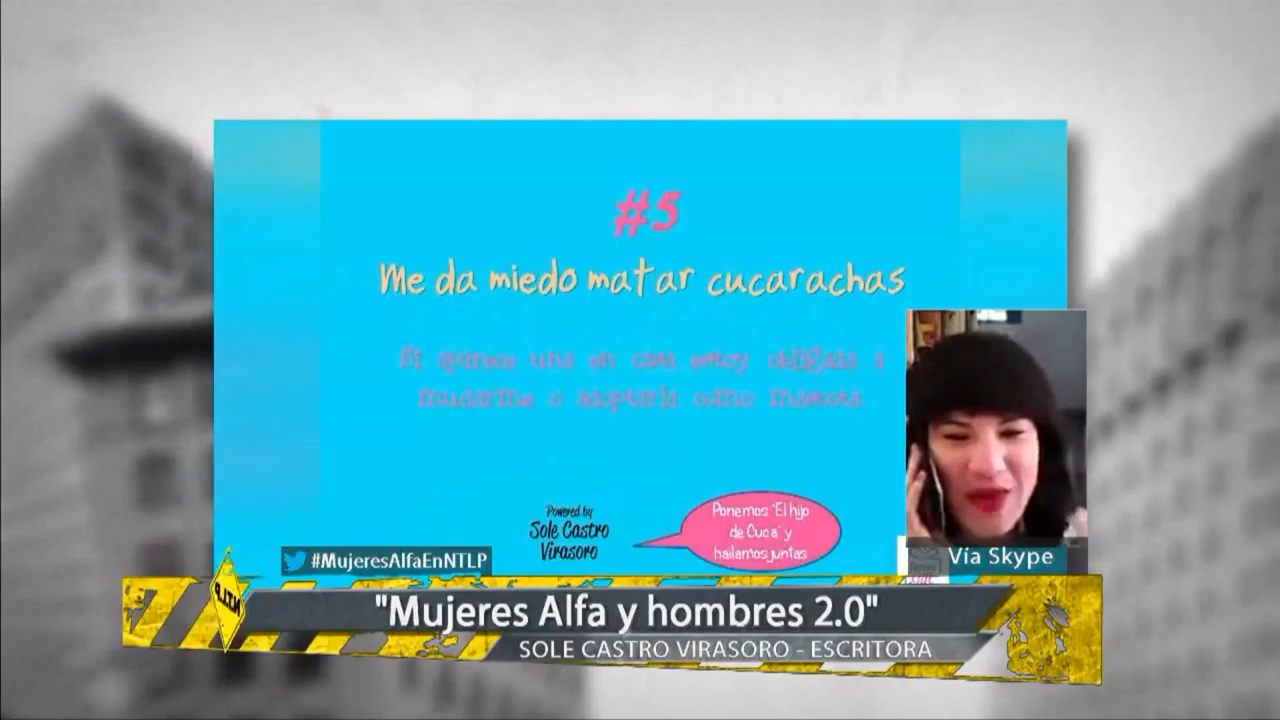 #5
Me da miedo matar cucarachas
Si aparece una en casa estoy obligada a
mudarme o adoptarla como mascota
Powered by
Sole Castro
Virasoro
Ponemos "El hijo
de Cuca" y
bailamos juntas
Vía Skype
#MujeresAlfaEnNTLP
NTLP
"Mujeres Alfa y hombres 2.0"
SOLE CASTRO VIRASORO - ESCRITORA